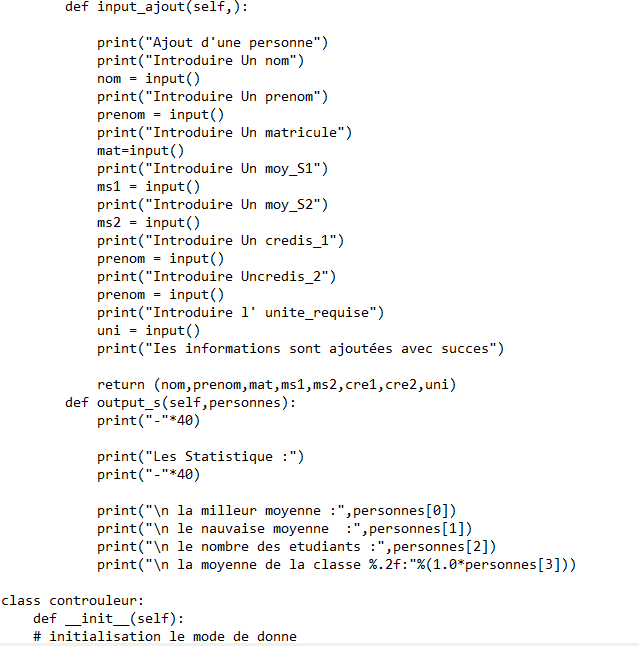 def input_ajout(self,):
print("Ajout d'une personne")
print("Introduire Un nom")
nom = input()
print("Introduire Un prenom")
prenom = input()
print("Introduire Un matricule")
mat=input()
print("Introduire Un moy_S1")
ms1 = input()
print("Introduire Un moy_S2")
ms2 = input()
print("Introduire Un credis_1")
prenom = input()
print("Introduire Uncredis_2")
prenom = input()
print("Introduire l' unite_requise")
uni = input()
print("Ies informations sont ajoutées avec succes")
return (nom,prenom,mat,ms1,ms2,cre1,cre2,uni)
def output_s(self,personnes):
print("-"*40)
print("Les Statistique :")
print("-"*40)
print("\n la milleur moyenne :",personnes[0])
print("\n le nauvaise moyenne  :",personnes[1])
print("\n le nombre des etudiants :",personnes[2])
print("\n la moyenne de la classe %.2f:"%(1.0*personnes[3]))
class controuleur:
def __init__(self):
# initialisation le mode de donne